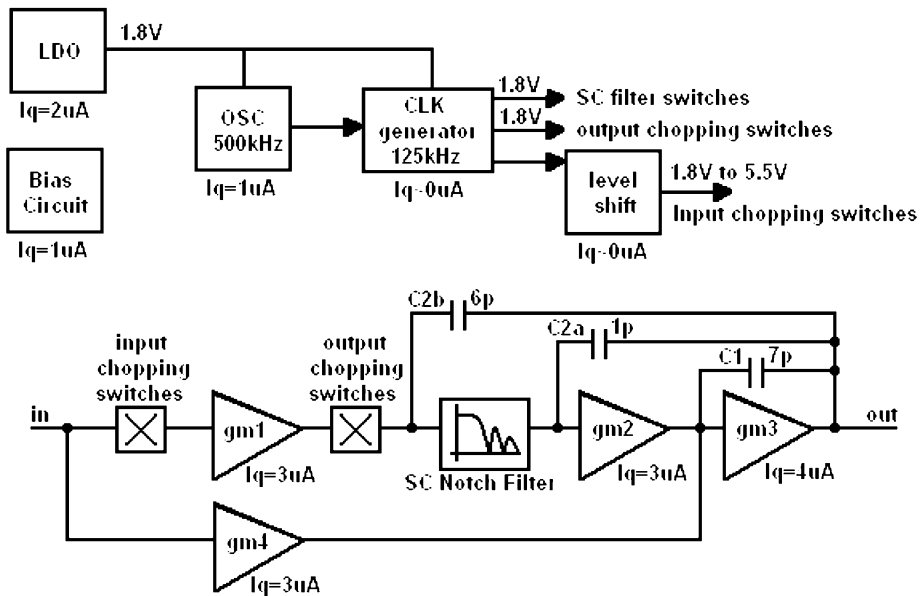 LDO
1.8V
Iq=2uA
OSC
500kHz
Iq=1uA
CLK
generator
125kHz
Iq~0uA
1.8V
SC filter switches
1.8V
output chopping switches
Bias
Circuit
Iq=1uA
level
shift
Iq~0uA
1.8V to 5.5V
Input chopping switches
C2b
6p
C2a
1p
C1
7p
input
chopping
switches
output
chopping
switches
in
gm1
Iq=3uA
SC Notch Filter
gm2
Iq=3uA
gm3
Iq=4uA
out
gm4
Iq=3uA